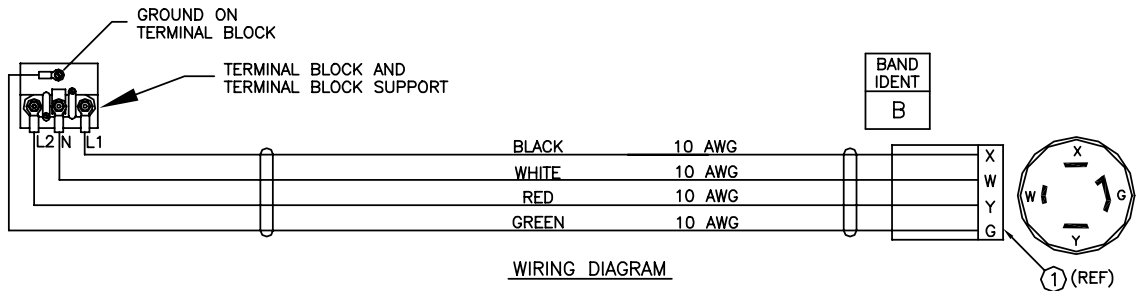 GROUND ON
TERMINAL BLOCK
TERMINAL BLOCK AND
TERMINAL BLOCK SUPPORT
BAND
IDENT
B
L2 N L1
BLACK 10 AWG X
WHITE 10 AWG W
RED 10 AWG Y
GREEN 10 AWG G
X
W G
Y
WIRING DIAGRAM
1 (REF)